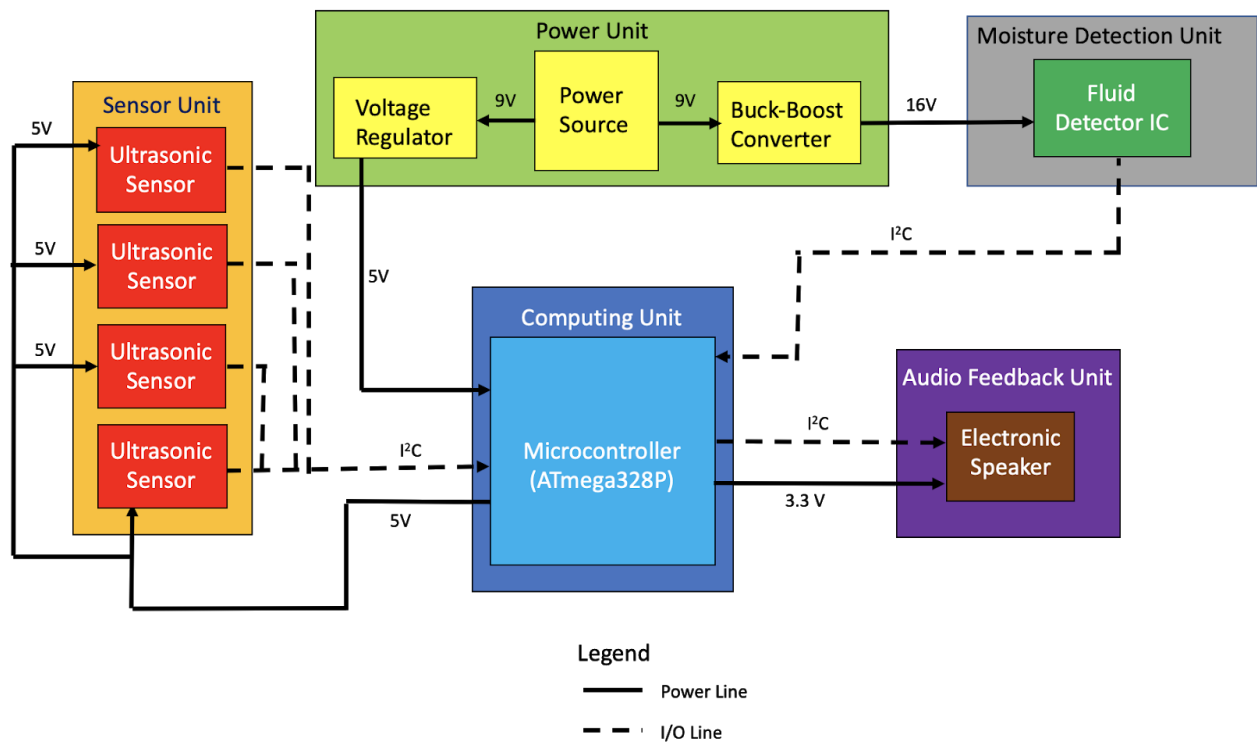 Power Unit
Voltage
Regulator
9V
Power
Source
9V
Buck-Boost
Converter
16V
Moisture Detection Unit
Fluid
Detector IC
Sensor Unit
5V
Ultrasonic
Sensor
5V
Ultrasonic
Sensor
5V
Ultrasonic
Sensor
Ultrasonic
Sensor
5V
I²C
Computing Unit
Microcontroller
(ATmega328P)
I²C
5V
Audio Feedback Unit
Electronic
Speaker
I²C
3.3 V
Legend
Power Line
I/O Line